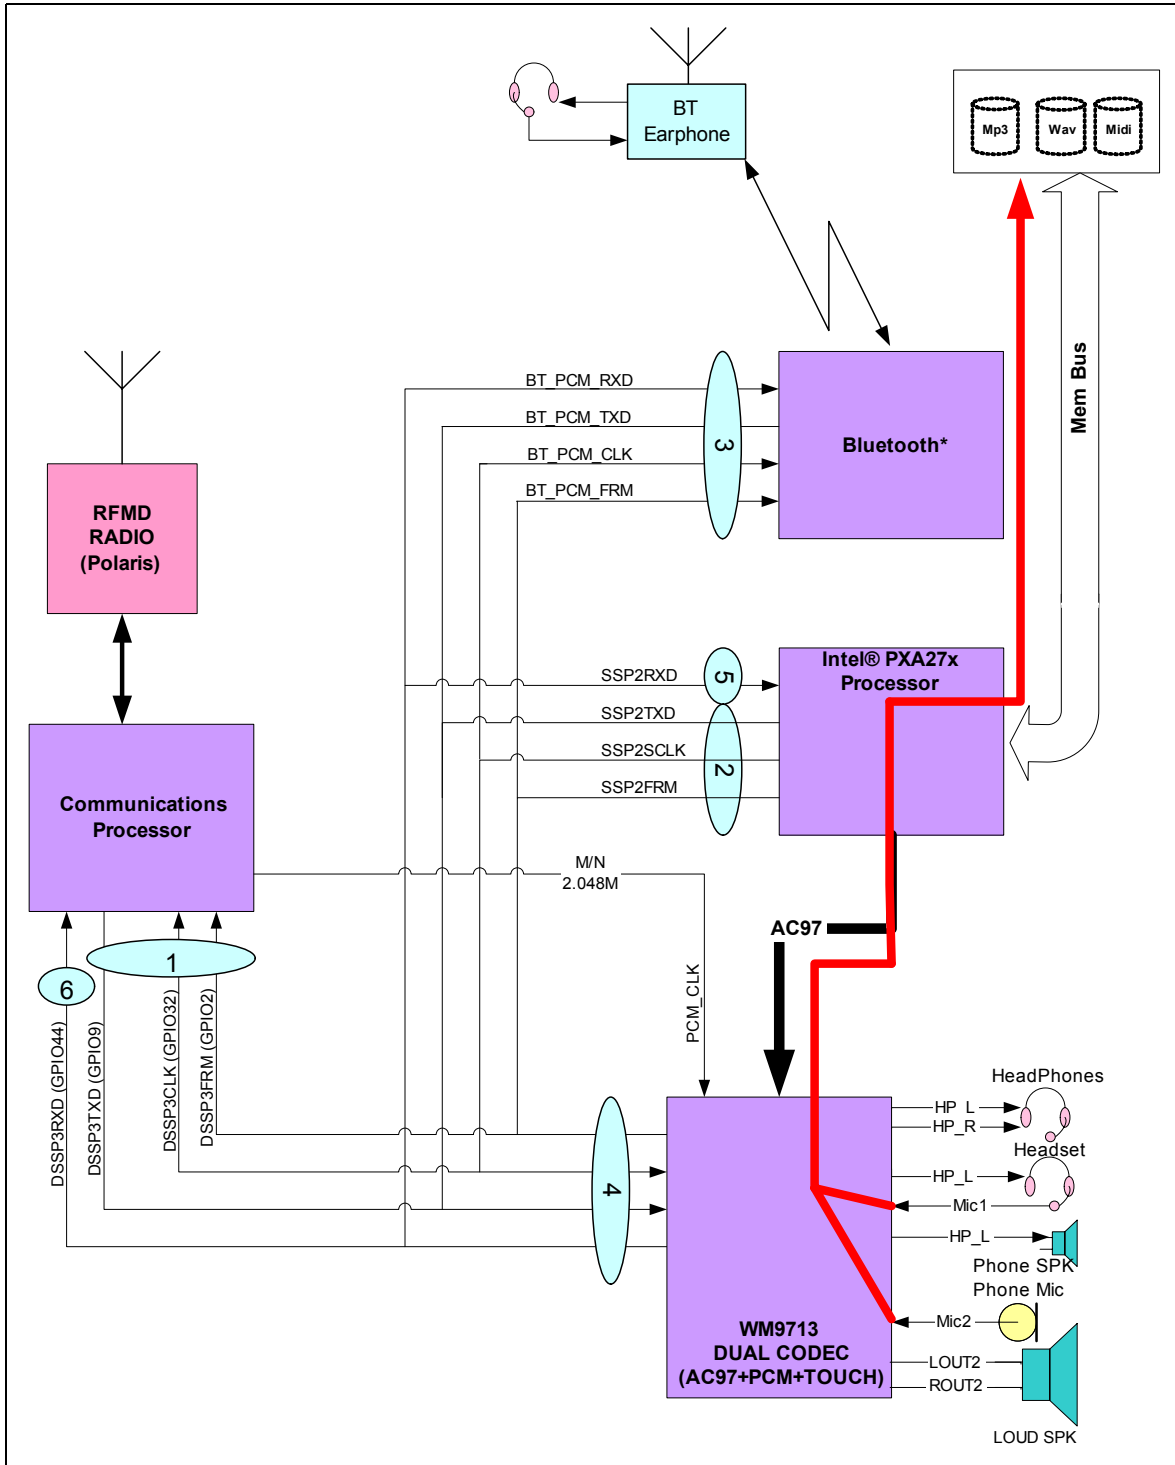 BT
Earphone
Mp3
Wav
Midi
Mem Bus
BT_PCM_RXD
BT_PCM_TXD
BT_PCM_CLK
BT_PCM_FRM
3
Bluetooth*
RFMD
RADIO
(Polaris)
Intel® PXA27x
Processor
SSP2RXD
SSP2TXD
SSP2SCLK
SSP2FRM
5
2
Communications
Processor
M/N
2.048M
AC97
PCM_CLK
1
6
DSSP3RXD (GPIO44)
DSSP3TXD (GPIO9)
DSSP3CLK (GPIO32)
DSSP3FRM (GPIO2)
4
HeadPhones
HP_L
HP_R
Headset
HP_L
Mic1
HP_L
Phone SPK
Phone Mic
Mic2
WM9713
DUAL CODEC
(AC97+PCM+TOUCH)
LOUT2
ROUT2
LOUD SPK